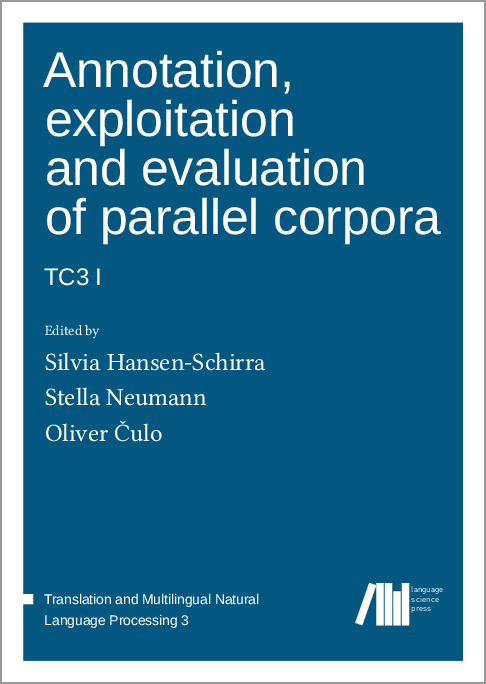 Annotation,
exploitation
and evaluation
of parallel corpora
TC3 I
Edited by
Silvia Hansen-Schirra
Stella Neumann
Oliver Čulo
Translation and Multilingual Natural
Language Processing 3
language
science
press